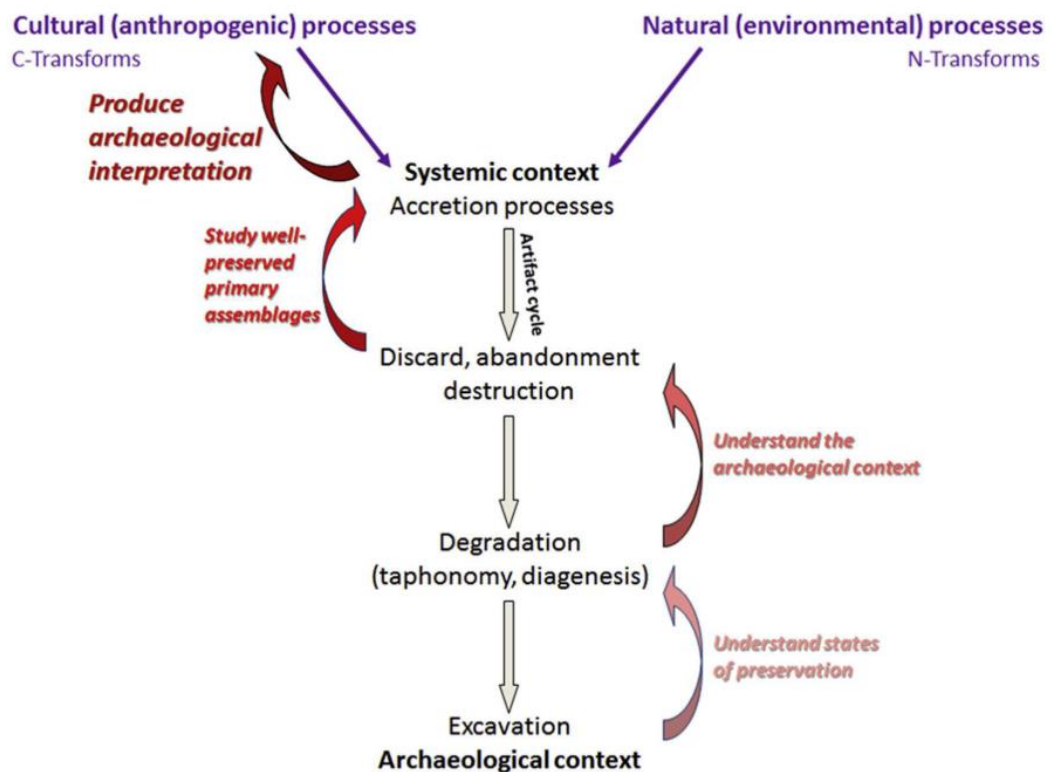 Cultural (anthropogenic) processes
C-Transforms
Natural (environmental) processes
N-Transforms
Produce
archaeological
interpretation
Systemic context
Accretion processes
Study well-
preserved
primary
assemblages
Artifact cycle
Discard, abandonment
destruction
Understand the
archaeological context
Degradation
(taphonomy, diagenesis)
Understand states
of preservation
Excavation
Archaeological context